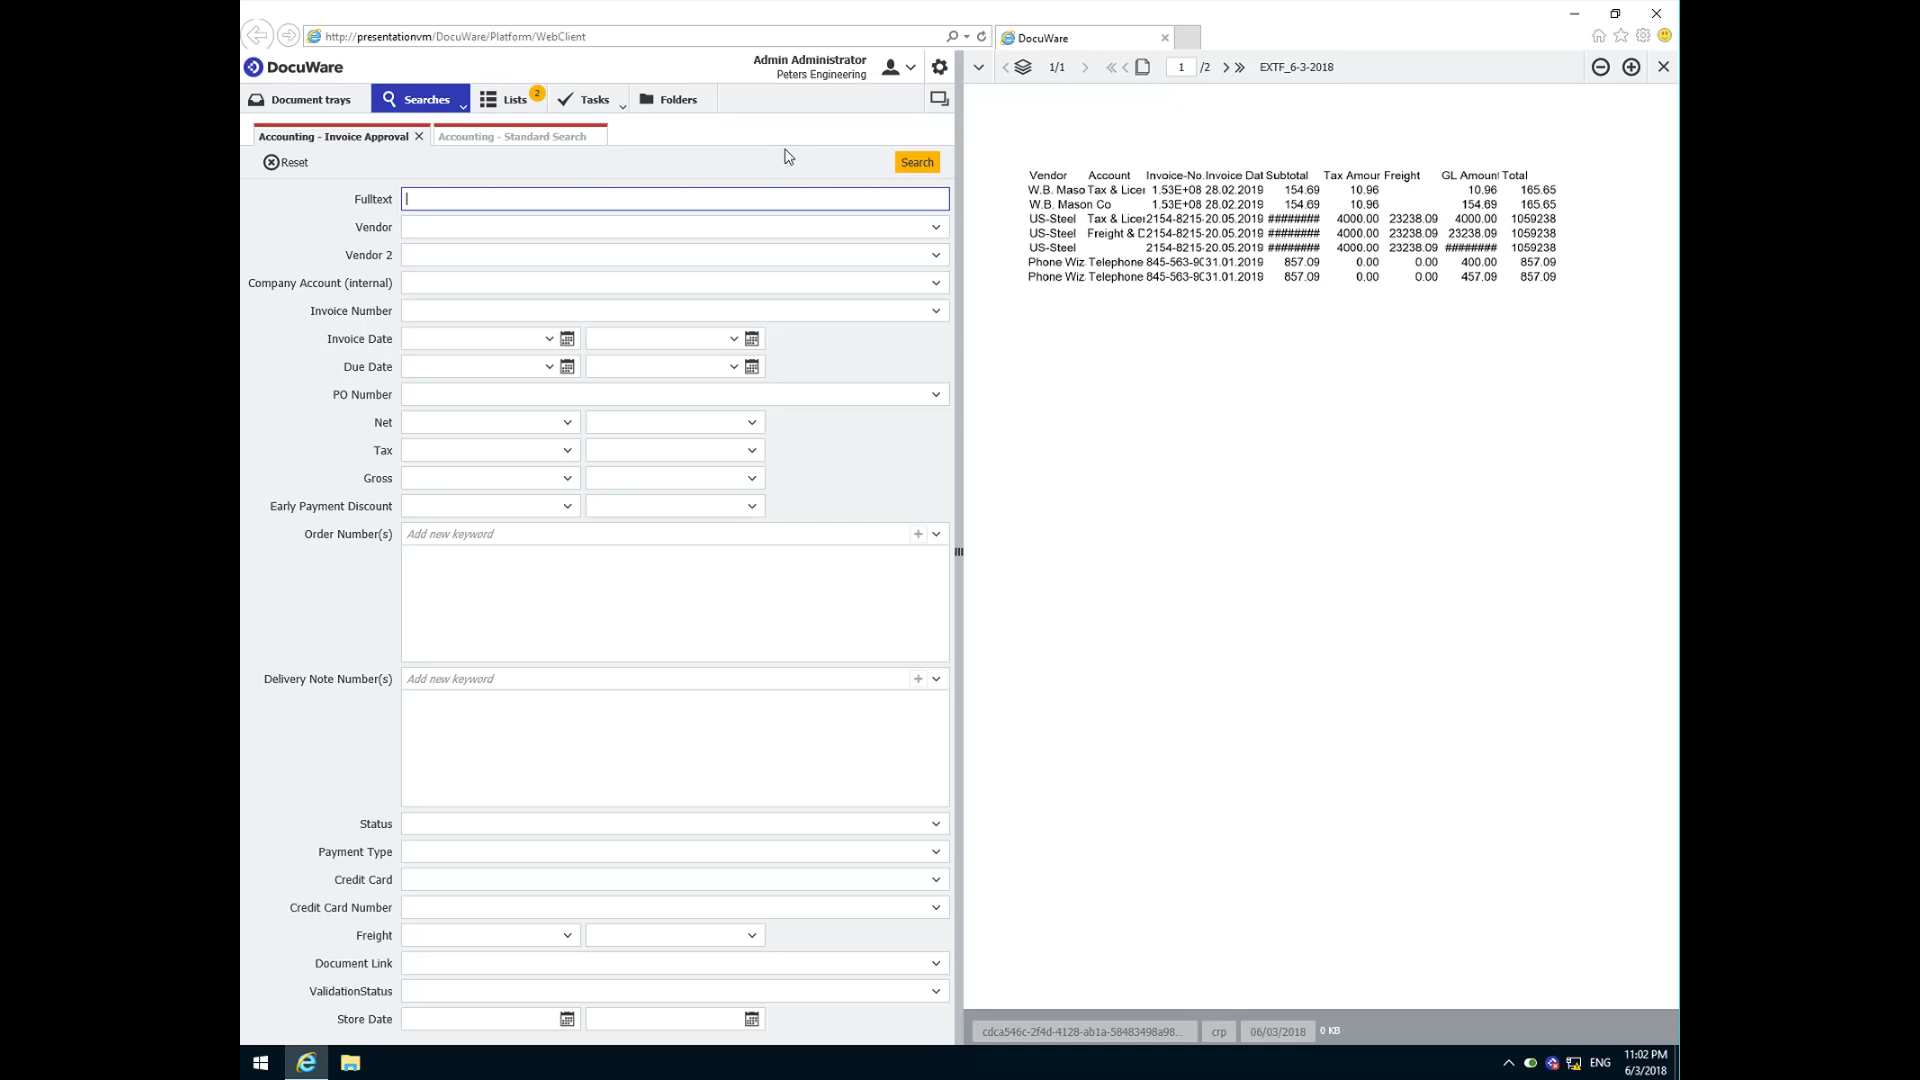 http://presentationvm/DocuWare/Platform/WebClient
DocuWare
DocuWare
Admin Administrator
Peters Engineering
1/1
1 /2
EXTF_6-3-2018
Document trays
Searches
Lists 2
Tasks
Folders
Accounting - Invoice Approval
Accounting - Standard Search
Reset
Search
Fulltext
Vendor
Vendor 2
Company Account (internal)
Invoice Number
Invoice Date
Due Date
PO Number
Net
Tax
Gross
Early Payment Discount
Order Number(s) Add new keyword
Delivery Note Number(s) Add new keyword
Status
Payment Type
Credit Card
Credit Card Number
Freight
Document Link
ValidationStatus
Store Date
Vendor Account Invoice-No. Invoice Dat Subtotal Tax Amour Freight GL Amount Total
W.B. Maso Tax & Licer 1.53E+08 28.02.2019 154.69 10.96 10.96 165.65
W.B. Mason Co 1.53E+08 28.02.2019 154.69 10.96 154.69 165.65
US-Steel Tax & Licer 2154-8215- 20.05.2019 ######## 4000.00 23238.09 4000.00 1059238
US-Steel Freight & D 2154-8215- 20.05.2019 ######## 4000.00 23238.09 23238.09 1059238
US-Steel 2154-8215- 20.05.2019 ######## 4000.00 23238.09 ######## 1059238
Phone Wiz Telephone 845-563-90 31.01.2019 857.09 0.00 0.00 400.00 857.09
Phone Wiz Telephone 845-563-90 31.01.2019 857.09 0.00 0.00 457.09 857.09
cdca546c-2f4d-4128-ab1a-58483498a98... crp 06/03/2018 0 KB
ENG
11:02 PM
6/3/2018